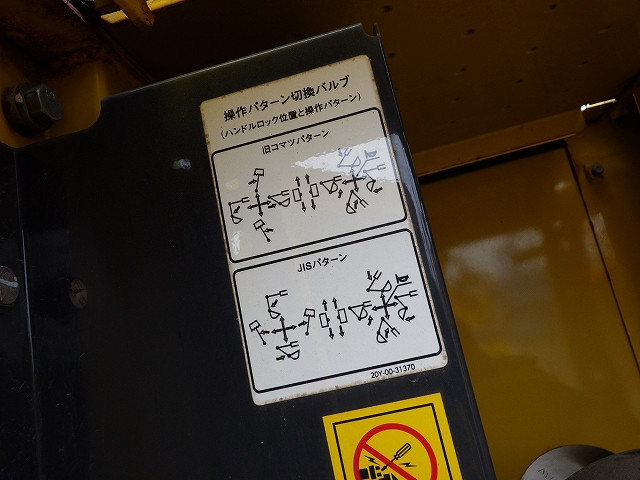 操作パターン切換バルブ
(ハンドルロック位置と操作パターン)
旧コマツパターン
JISパターン
20Y-00-31370